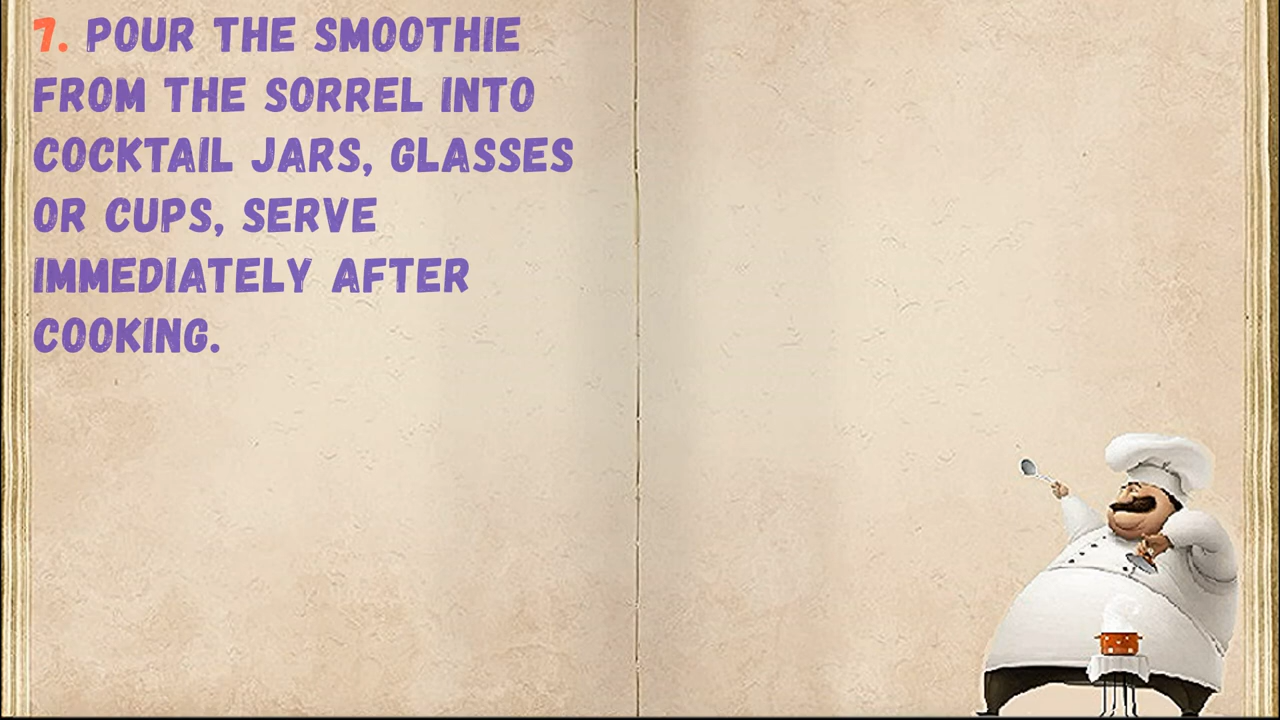 7. POUR THE SMOOTHIE
FROM THE SORREL INTO
COCKTAIL JARS, GLASSES
OR CUPS, SERVE
IMMEDIATELY AFTER
COOKING.